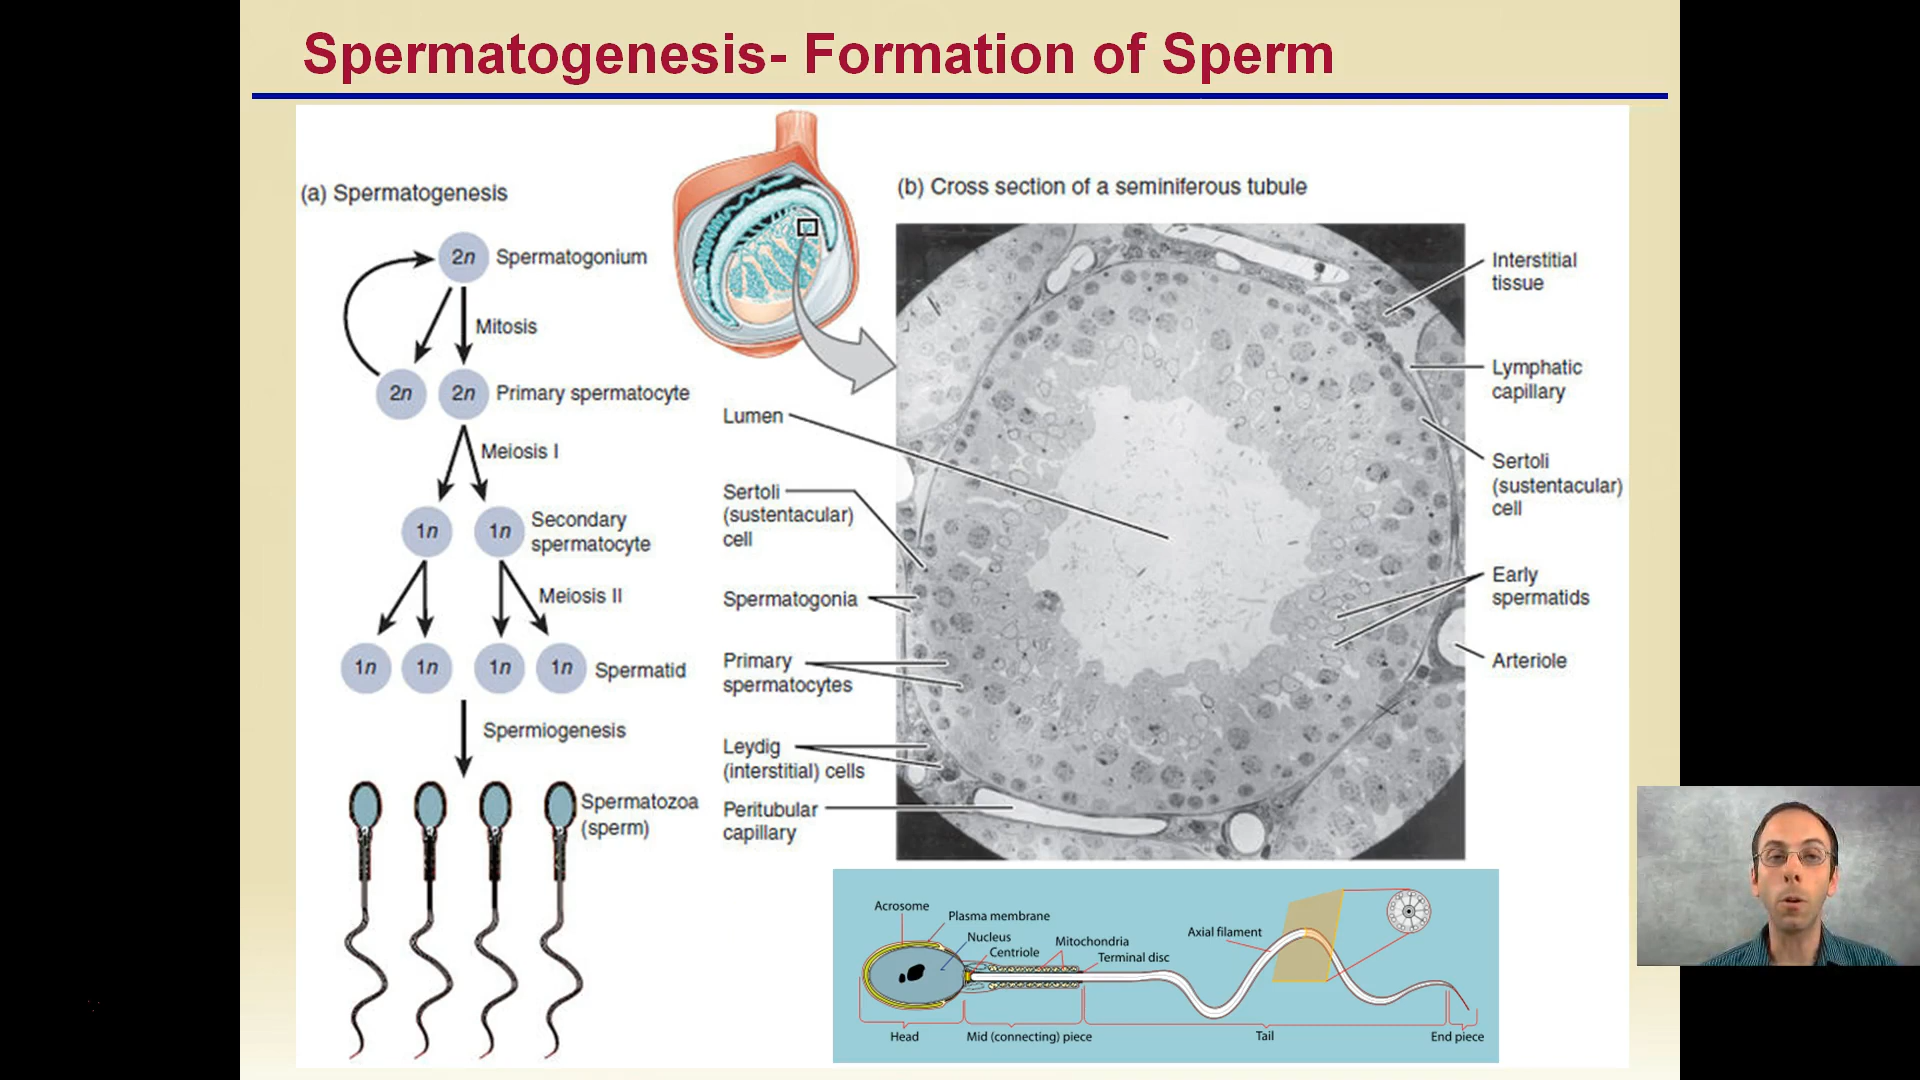 Spermatogenesis- Formation of Sperm
(a) Spermatogenesis
2n
Spermatogonium
Mitosis
2n
2n
Primary spermatocyte
Meiosis I
1n
1n
Secondary
spermatocyte
Meiosis II
1n
1n
1n
1n
Spermatid
Spermiogenesis
Spermatozoa
(sperm)
(b) Cross section of a seminiferous tubule
Lumen
Sertoli
(sustentacular)
cell
Spermatogonia
Primary
spermatocytes
Leydig
(interstitial) cells
Peritubular
capillary
Interstitial
tissue
Lymphatic
capillary
Sertoli
(sustentacular)
cell
Early
spermatids
Arteriole
Acrosome
Plasma membrane
Nucleus
Centriole
Mitochondria
Terminal disc
Axial filament
Head
Mid (connecting) piece
Tail
End piece